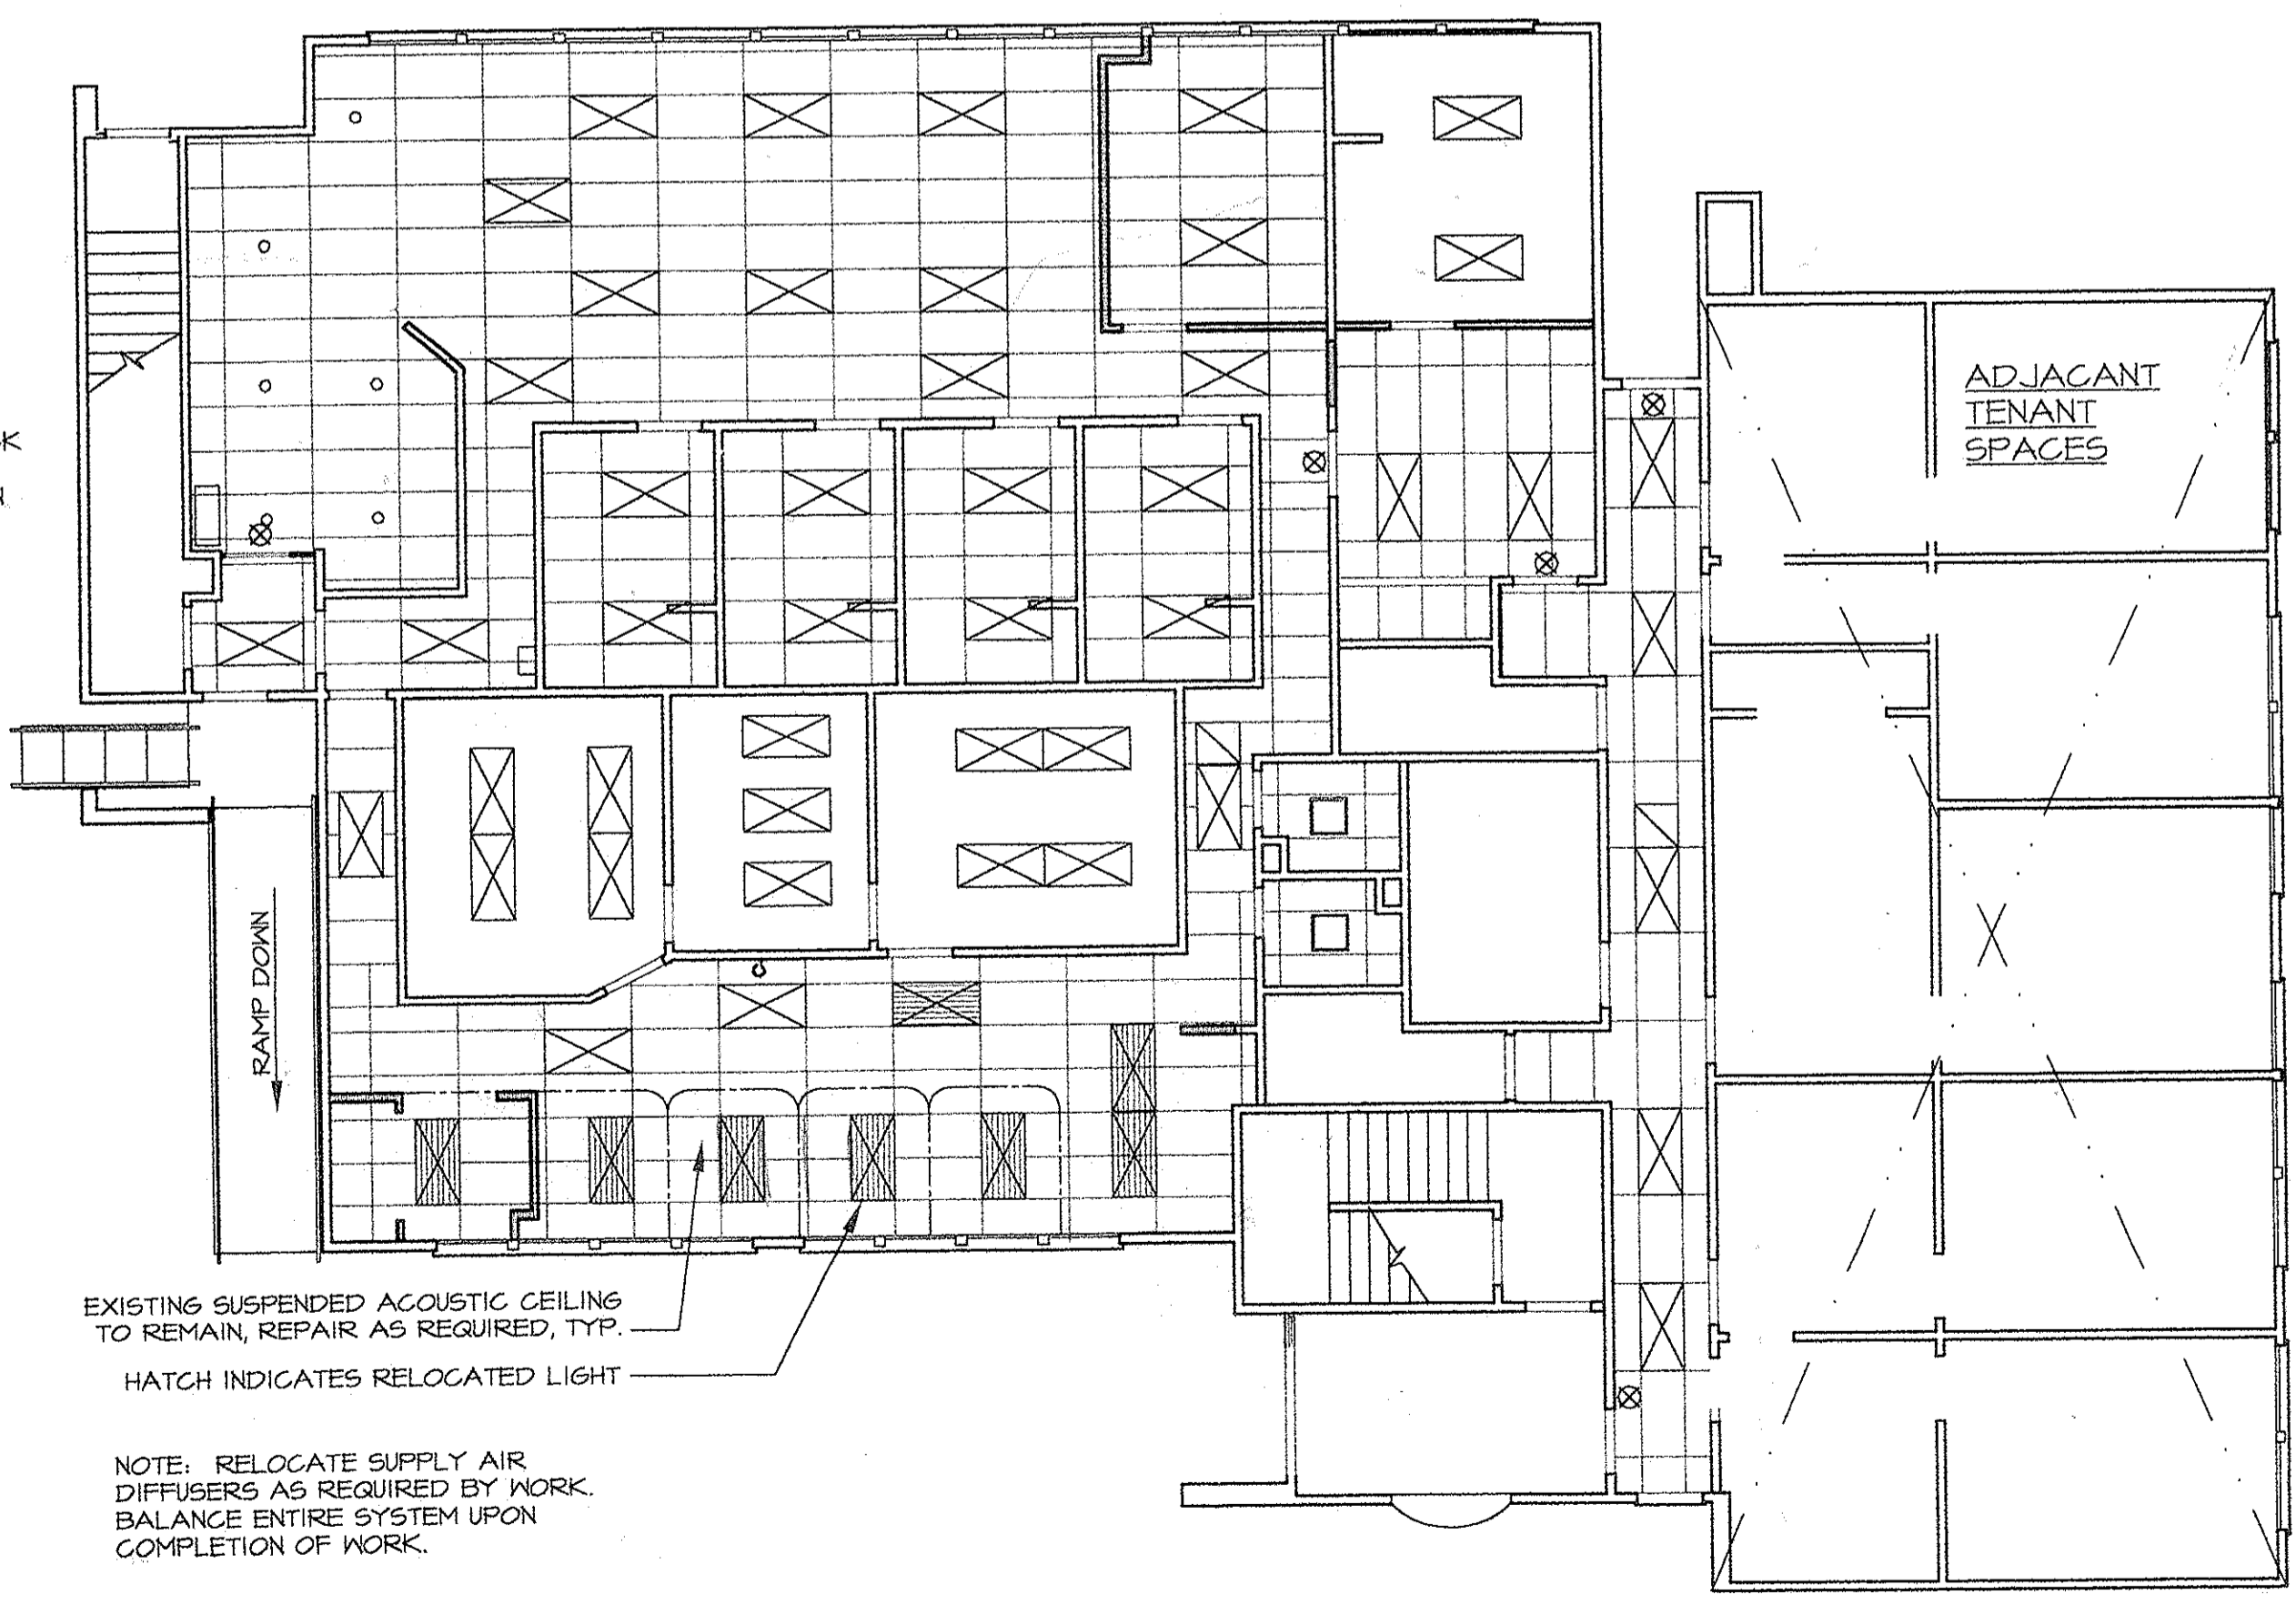 ADJACANT
TENANT
SPACES
RAMP DOWN
EXISTING SUSPENDED ACOUSTIC CEILING
TO REMAIN, REPAIR AS REQUIRED, TYP.
HATCH INDICATES RELOCATED LIGHT
NOTE: RELOCATE SUPPLY AIR
DIFFUSERS AS REQUIRED BY WORK.
BALANCE ENTIRE SYSTEM UPON
COMPLETION OF WORK.